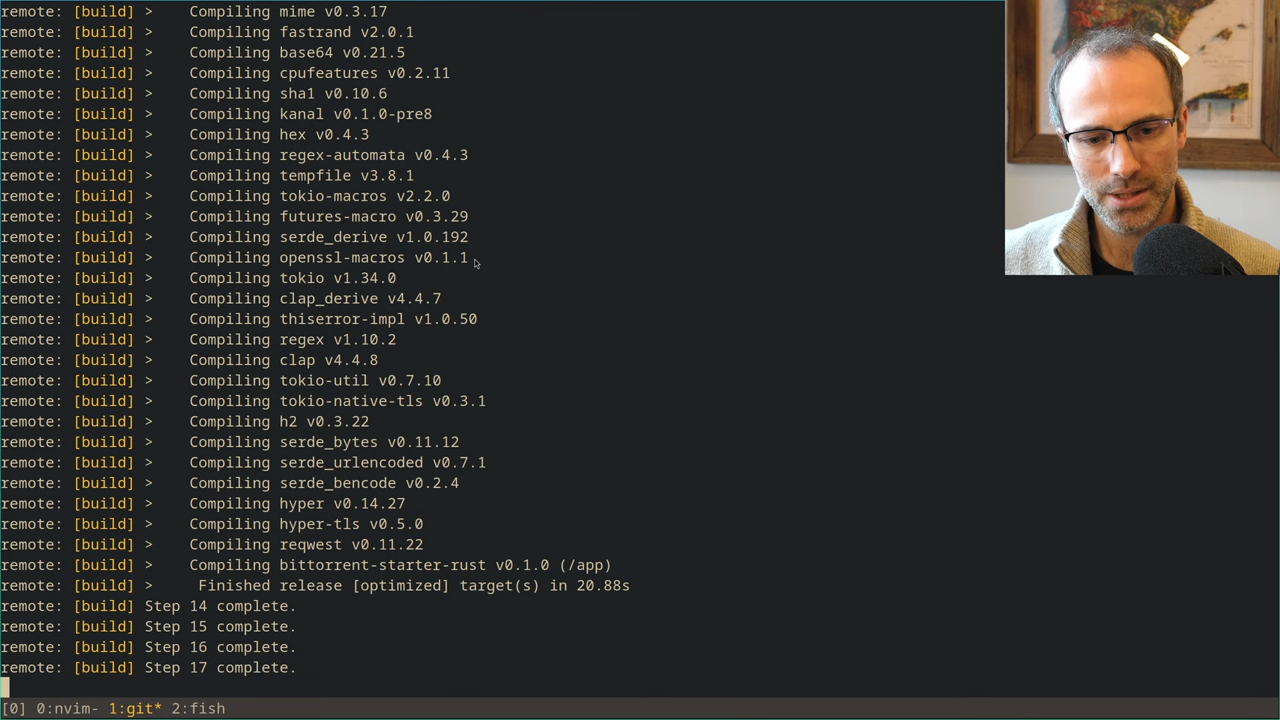 remote: [build] >    Compiling mime v0.3.17
remote: [build] >    Compiling fastrand v2.0.1
remote: [build] >    Compiling base64 v0.21.5
remote: [build] >    Compiling cpufeatures v0.2.11
remote: [build] >    Compiling sha1 v0.10.6
remote: [build] >    Compiling kanal v0.1.0-pre8
remote: [build] >    Compiling hex v0.4.3
remote: [build] >    Compiling regex-automata v0.4.3
remote: [build] >    Compiling tempfile v3.8.1
remote: [build] >    Compiling tokio-macros v2.2.0
remote: [build] >    Compiling futures-macro v0.3.29
remote: [build] >    Compiling serde_derive v1.0.192
remote: [build] >    Compiling openssl-macros v0.1.1
remote: [build] >    Compiling tokio v1.34.0
remote: [build] >    Compiling clap_derive v4.4.7
remote: [build] >    Compiling thiserror-impl v1.0.50
remote: [build] >    Compiling regex v1.10.2
remote: [build] >    Compiling clap v4.4.8
remote: [build] >    Compiling tokio-util v0.7.10
remote: [build] >    Compiling tokio-native-tls v0.3.1
remote: [build] >    Compiling h2 v0.3.22
remote: [build] >    Compiling serde_bytes v0.11.12
remote: [build] >    Compiling serde_urlencoded v0.7.1
remote: [build] >    Compiling serde_bencode v0.2.4
remote: [build] >    Compiling hyper v0.14.27
remote: [build] >    Compiling hyper-tls v0.5.0
remote: [build] >    Compiling reqwest v0.11.22
remote: [build] >    Compiling bittorrent-starter-rust v0.1.0 (/app)
remote: [build] >     Finished release [optimized] target(s) in 20.88s
remote: [build] Step 14 complete.
remote: [build] Step 15 complete.
remote: [build] Step 16 complete.
remote: [build] Step 17 complete.
[0] 0:nvim- 1:git* 2:fish